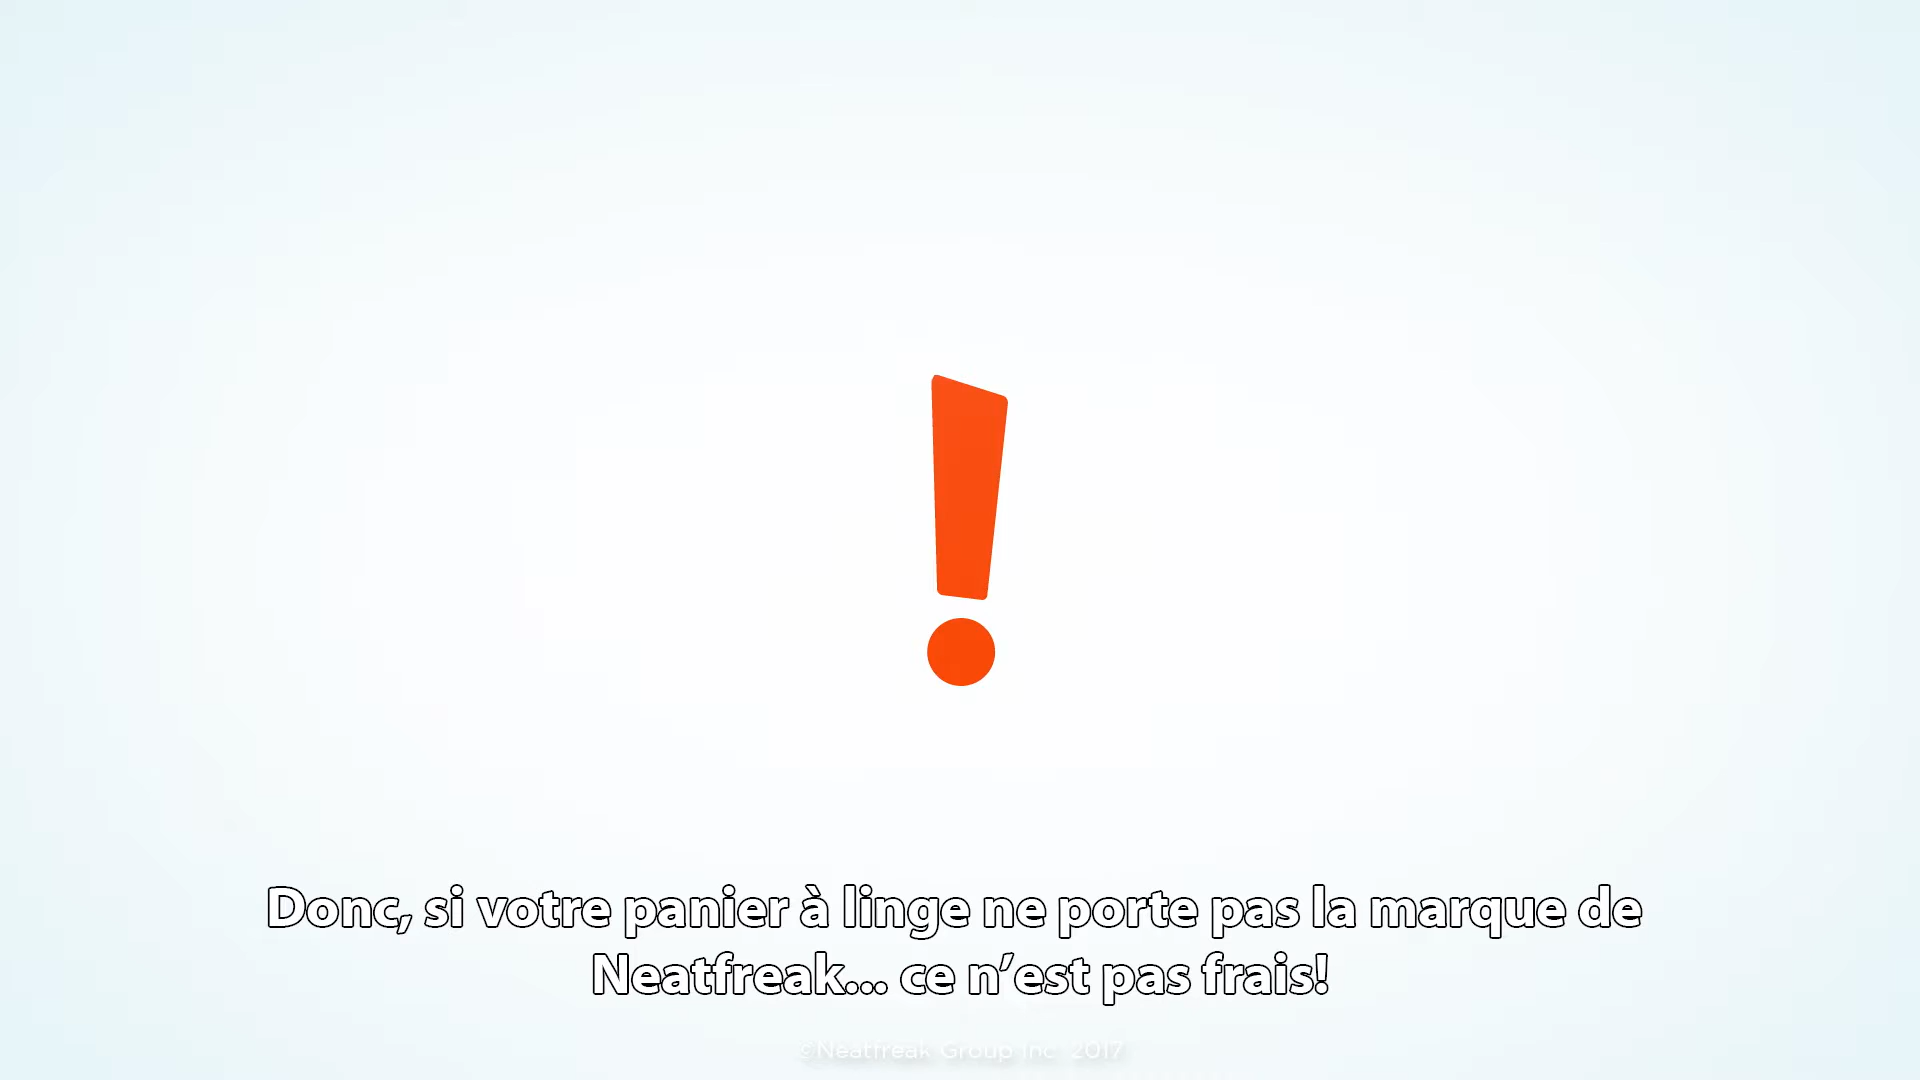 !
Donc, si votre panier à linge ne porte pas la marque de
Neatfreak... ce n’est pas frais!
©Neatfreak Group Inc. 2017